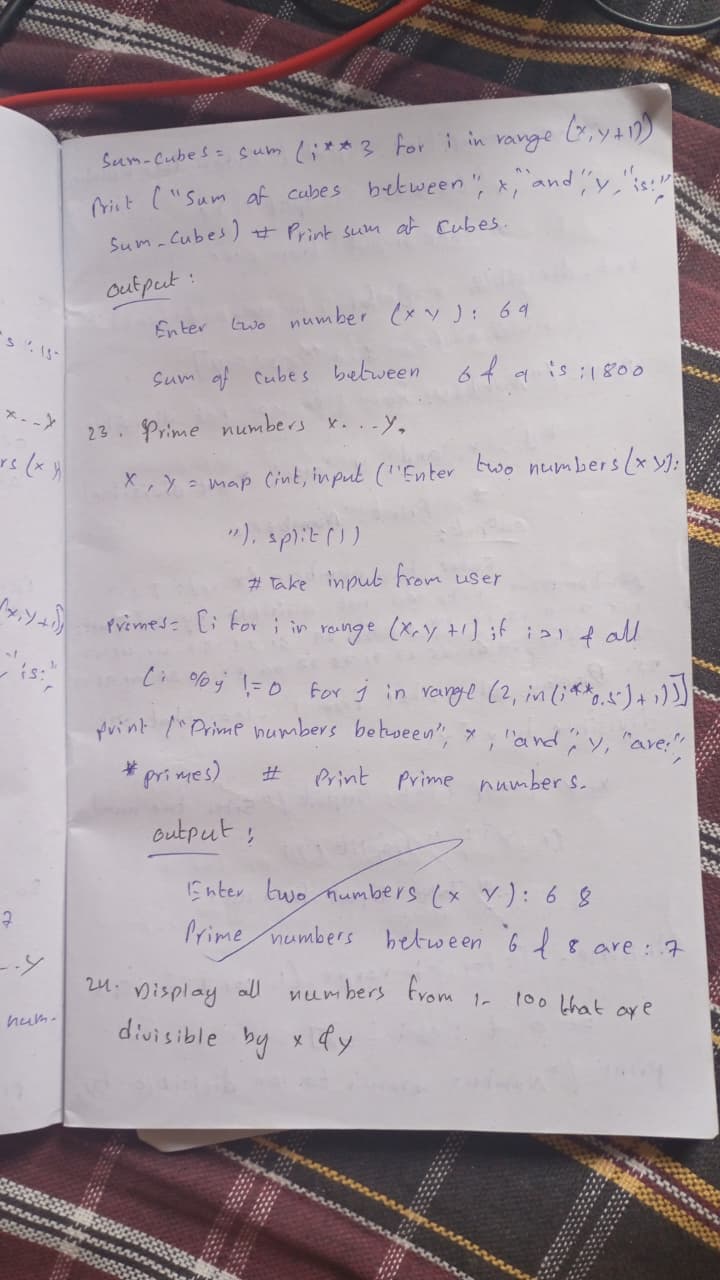 Sum-Cubes = sum (i**3 for i in range (x, y+1))
Print ("Sum of cubes between", x, "and", y, "is:",
Sum-Cubes) # Print sum of Cubes.
output:
Enter two number (x y): 6 9
Sum of cubes between 6 & 9 is : 1800
23. Prime numbers x...y.
x, y = map (int, input ("Enter two numbers (x y):
"). split ())
# Take input from user
primes = [i for i in range (x, y+1) if i>1 & all
(i % j != 0 for j in range (2, in(i**0.5)+1))]
print ("Prime numbers between", x, "and", y, "are:",
*primes) # Print Prime numbers.
output:
Enter two numbers (x y): 6 8
Prime numbers between 6 & 8 are : 7
24. Display all numbers from 1- 100 that are
divisible by x & y
's "is-
x--y
rs (x y)
(x, y+1)
"is:"
7
--y
num-